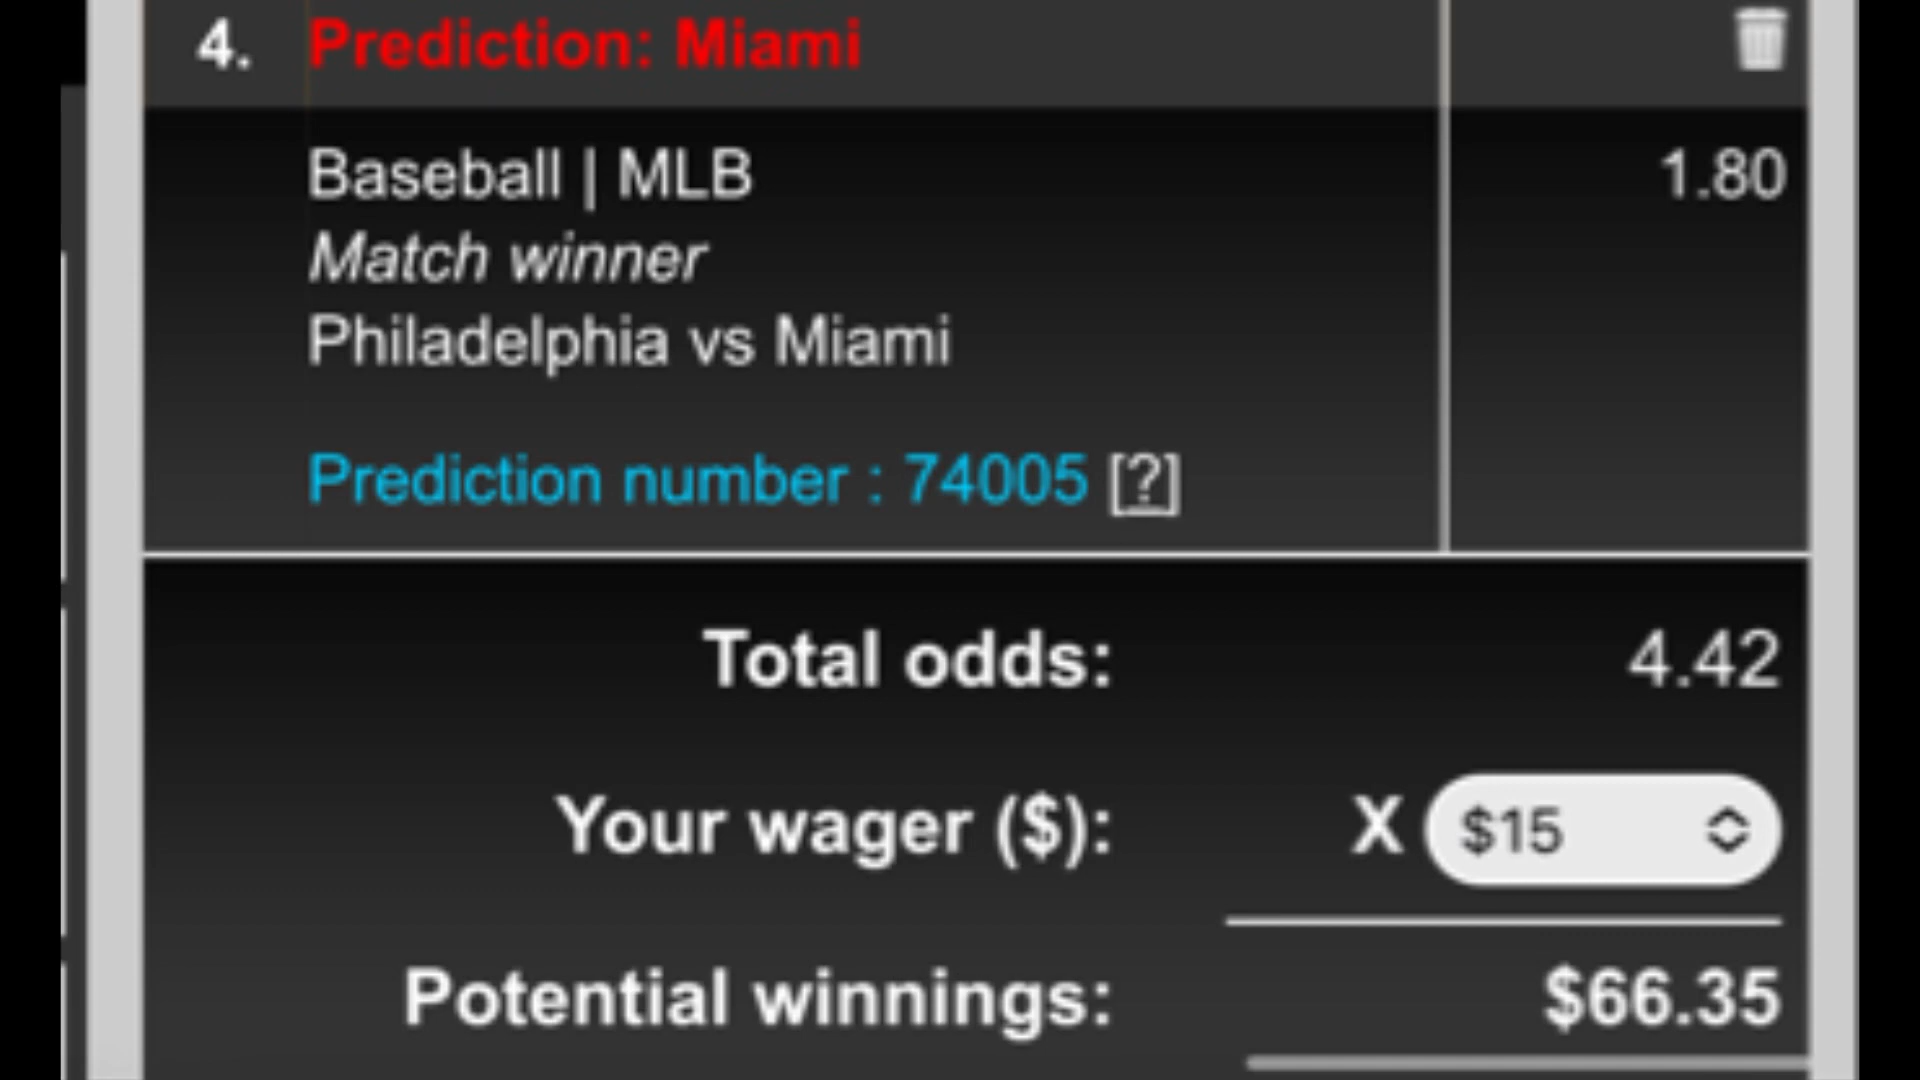 4. Prediction: Miami
Baseball | MLB 1.80
Match winner
Philadelphia vs Miami
Prediction number : 74005 [?]
Total odds: 4.42
Your wager ($): X $15
Potential winnings: $66.35